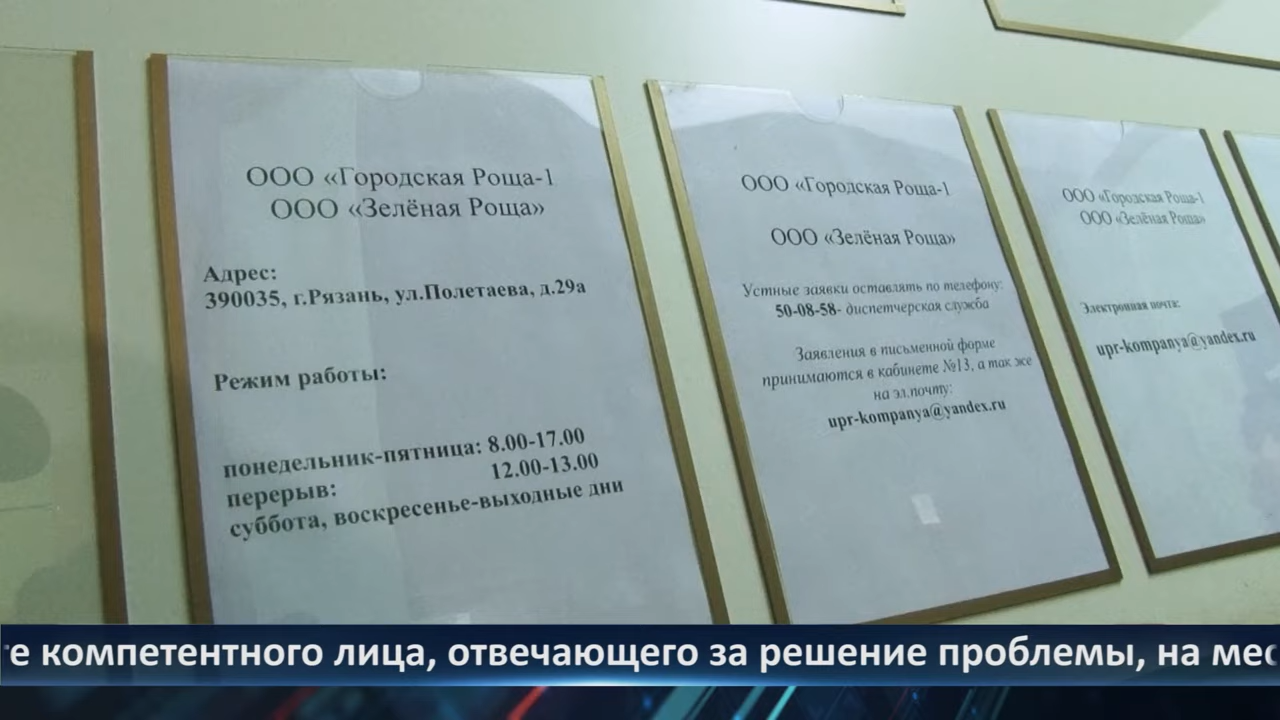 ООО «Городская Роща-1
ООО «Зелёная Роща»
Адрес:
390035, г.Рязань, ул.Полетаева, д.29а
Режим работы:
понедельник-пятница: 8.00-17.00
перерыв: 12.00-13.00
суббота, воскресенье-выходные дни
ООО «Городская Роща-1
ООО «Зелёная Роща»
Устные заявки оставлять по телефону:
50-08-58- диспетчерская служба
Заявления в письменной форме
принимаются в кабинете №13, а так же
на эл.почту:
upr-kompanya@yandex.ru
ООО «Городская Роща-1
ООО «Зелёная Роща»
Электронная почта:
upr-kompanya@yandex.ru
е компетентного лица, отвечающего за решение проблемы, на мес